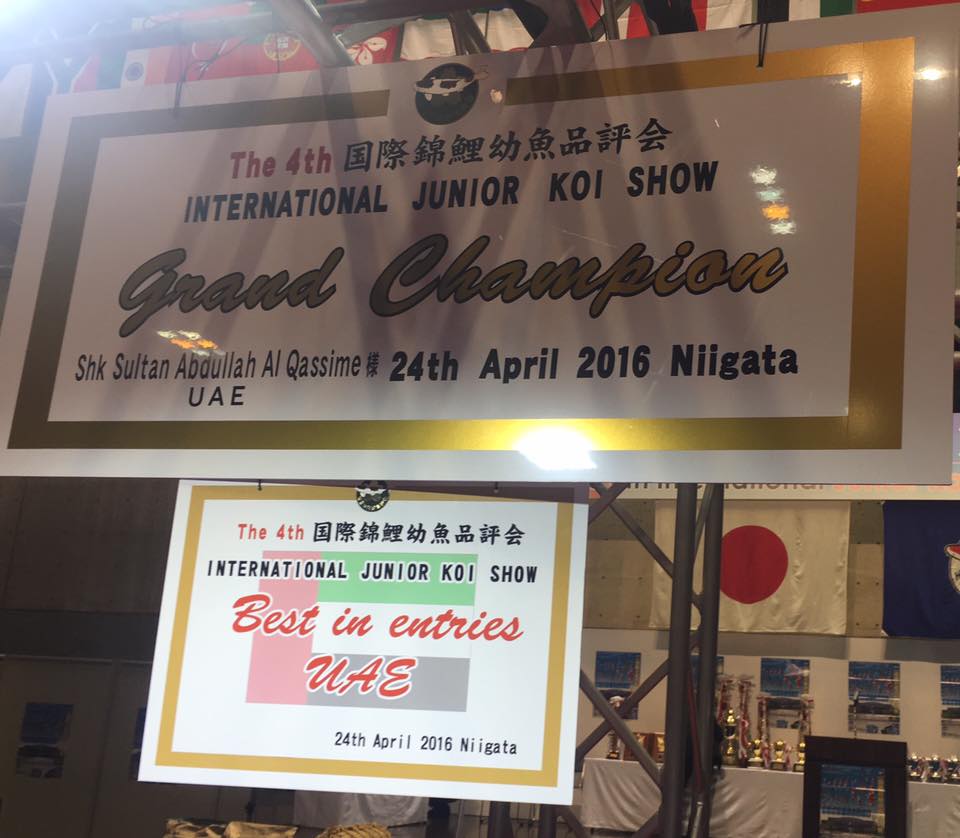 The 4th 国際錦鯉幼魚品評会
INTERNATIONAL JUNIOR KOI SHOW
Grand Champion
Shk Sultan Abdullah Al Qassime 様 24th April 2016 Niigata
UAE
The 4th 国際錦鯉幼魚品評会
INTERNATIONAL JUNIOR KOI SHOW
Best in entries
UAE
24th April 2016 Niigata